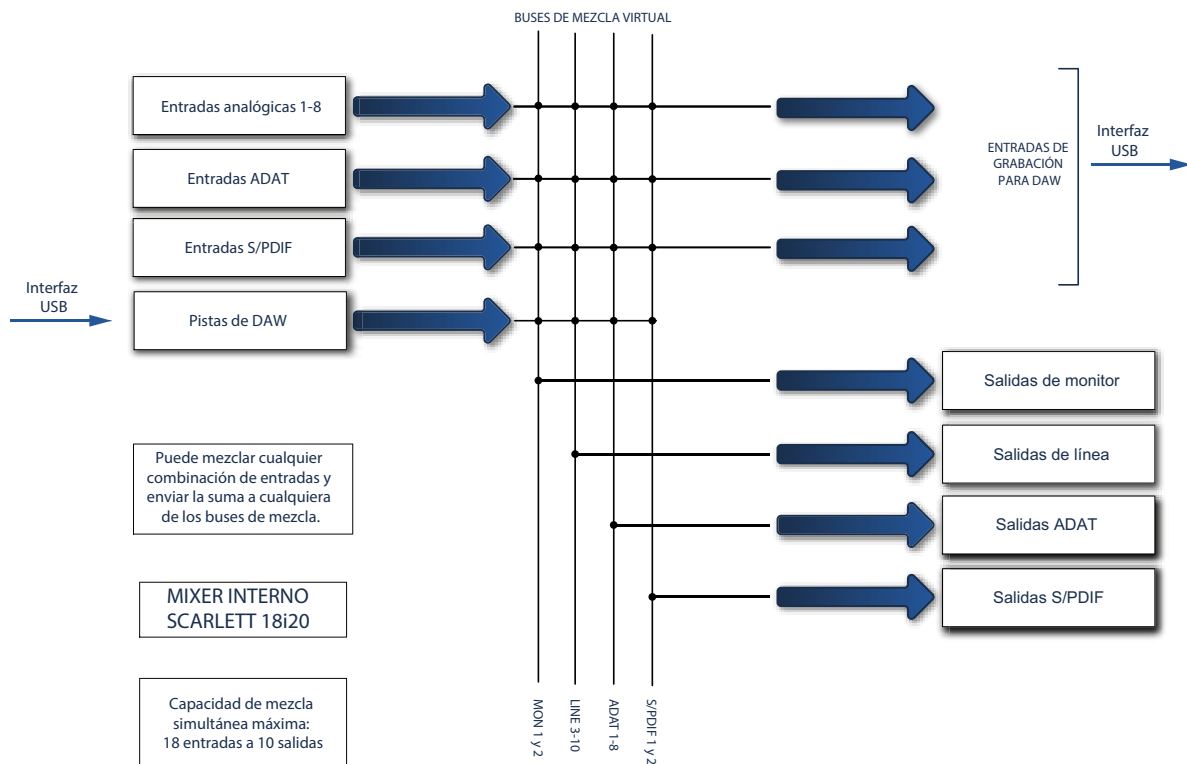 BUSES DE MEZCLA VIRTUAL
Entradas analógicas 1-8
Entradas ADAT
Entradas S/PDIF
Interfaz
USB
Pistas de DAW
ENTRADAS DE
GRABACIÓN
PARA DAW
Interfaz
USB
Salidas de monitor
Salidas de línea
Salidas ADAT
Salidas S/PDIF
Puede mezclar cualquier
combinación de entradas y
enviar la suma a cualquiera
de los buses de mezcla.
MIXER INTERNO
SCARLETT 18i20
Capacidad de mezcla
simultánea máxima:
18 entradas a 10 salidas
MON 1 y 2
LINE 3-10
ADAT 1-8
S/PDIF 1 y 2